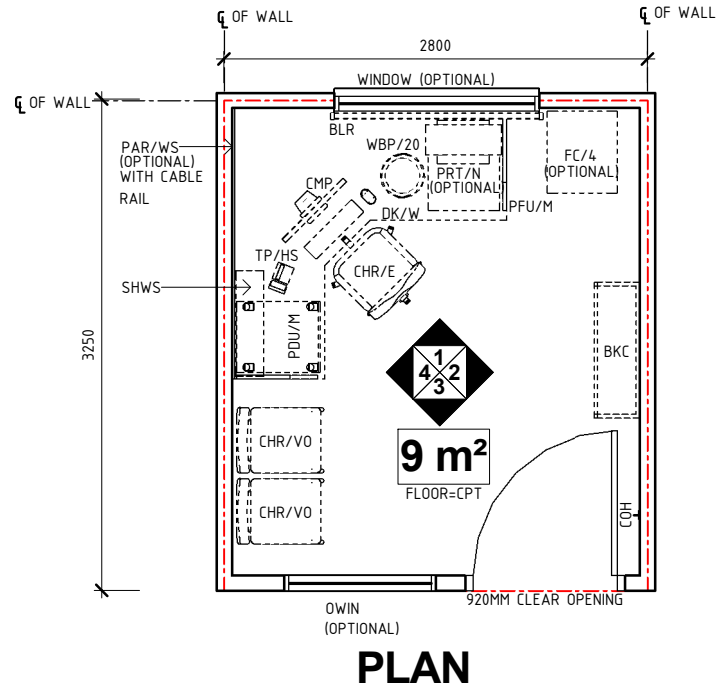 ℄ OF WALL
℄ OF WALL
2800
℄ OF WALL
WINDOW (OPTIONAL)
BLR
PAR/WS
(OPTIONAL)
WITH CABLE
RAIL
WBP/20
PRT/N
(OPTIONAL)
FC/4
(OPTIONAL)
CMP
DK/W
PFU/M
TP/HS
CHR/E
SHWS
PDU/M
3250
BKC
1
4 2
3
9 m²
FLOOR=CPT
CHR/VO
CHR/VO
COH
920MM CLEAR OPENING
OWIN
(OPTIONAL)
PLAN